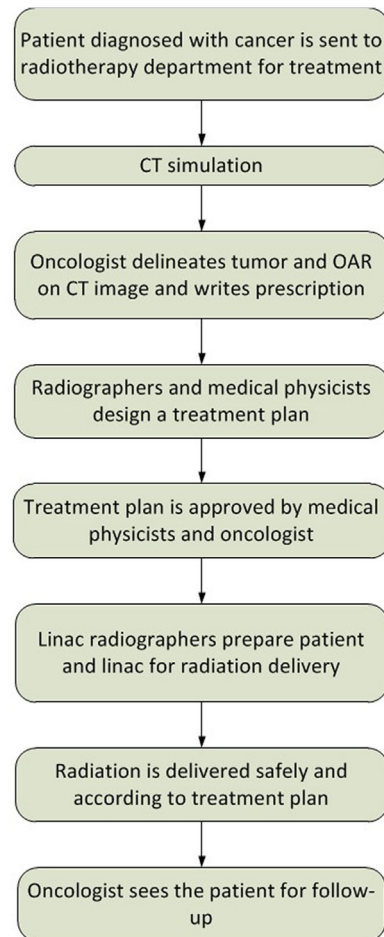 Patient diagnosed with cancer is sent to
radiotherapy department for treatment
CT simulation
Oncologist delineates tumor and OAR
on CT image and writes prescription
Radiographers and medical physicists
design a treatment plan
Treatment plan is approved by medical
physicists and oncologist
Linac radiographers prepare patient
and linac for radiation delivery
Radiation is delivered safely and
according to treatment plan
Oncologist sees the patient for follow-
up